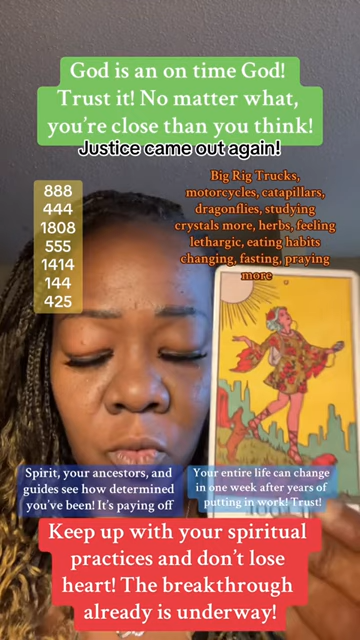 God is an on time God!
Trust it! No matter what,
you're close than you think!
Justice came out again!
888
444
1808
555
1414
144
425
Big Rig Trucks,
motorcycles, catapillars,
dragonflies, studying
crystals more, herbs, feeling
lethargic, eating habits
changing, fasting, praying
more
Spirit, your ancestors, and
guides see how determined
you've been! It's paying off
Your entire life can change
in one week after years of
putting in work! Trust!
Keep up with your spiritual
practices and don't lose
heart! The breakthrough
already is underway!